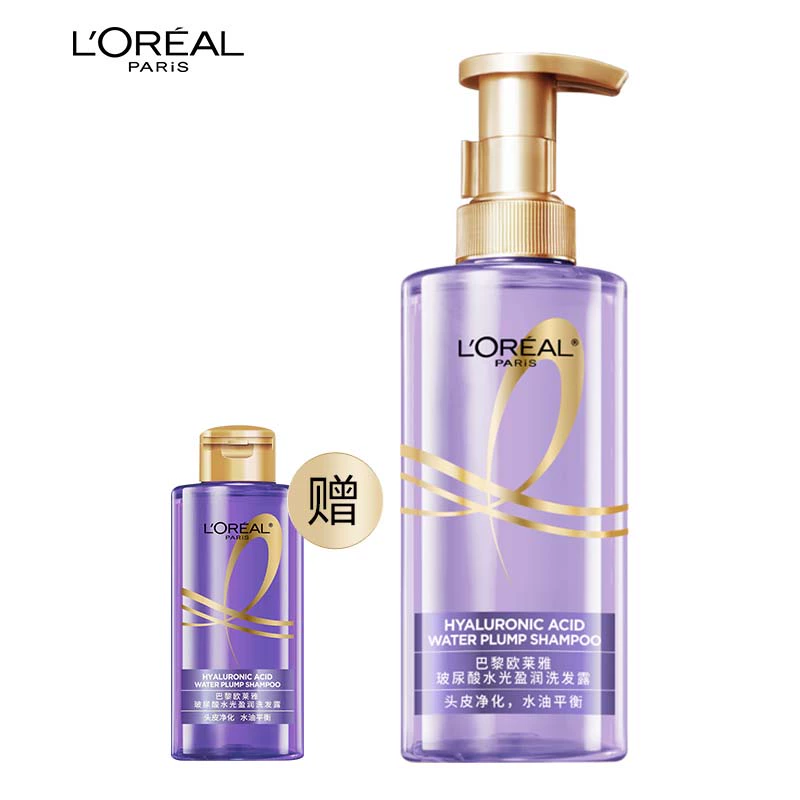 L'ORÉAL
PARiS
L'ORÉAL®
PARiS
HYALURONIC ACID
WATER PLUMP SHAMPOO
巴黎欧莱雅
玻尿酸水光盈润洗发露
头皮净化，水油平衡
赠
L'ORÉAL®
PARiS
HYALURONIC ACID
WATER PLUMP SHAMPOO
巴黎欧莱雅
玻尿酸水光盈润洗发露
头皮净化 水油平衡